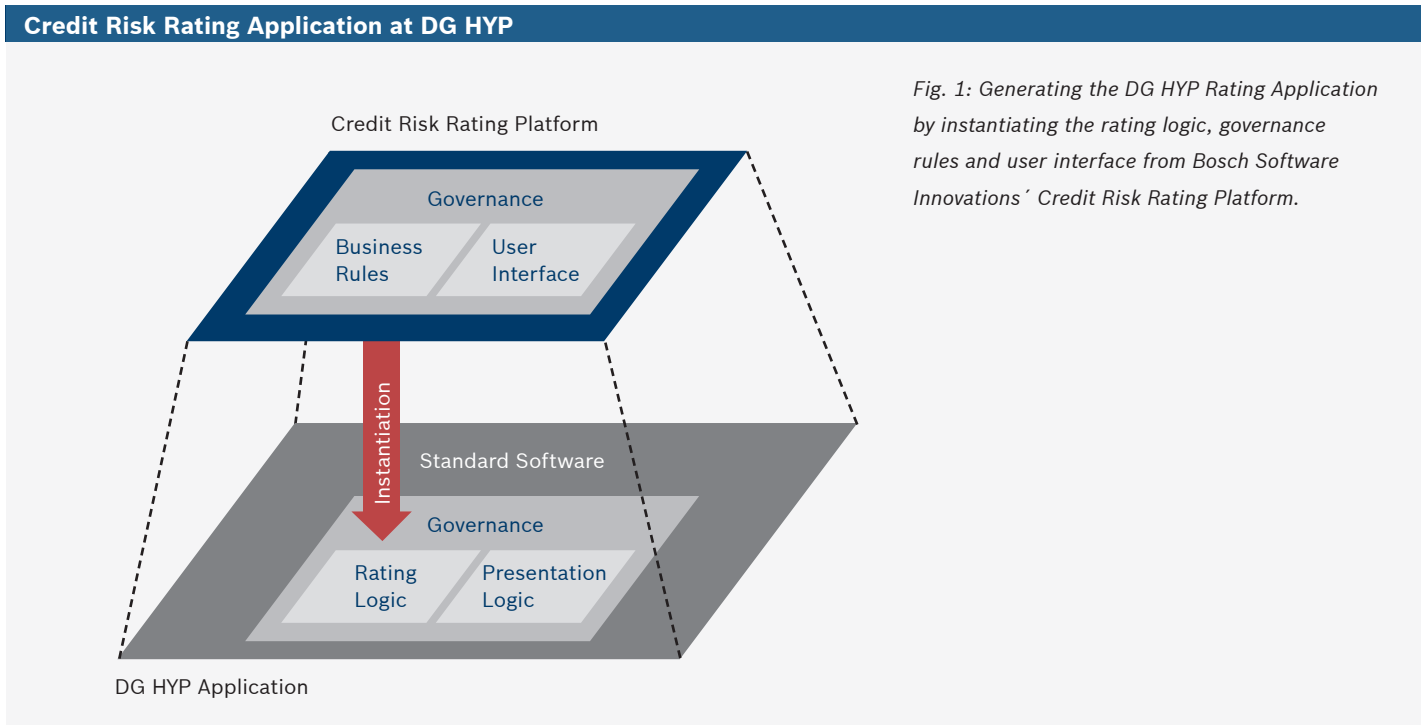 Credit Risk Rating Application at DG HYP
Fig. 1: Generating the DG HYP Rating Application
by instantiating the rating logic, governance
rules and user interface from Bosch Software
Innovations´ Credit Risk Rating Platform.
Credit Risk Rating Platform
Governance
Business
Rules
User
Interface
Instantiation
Standard Software
Governance
Rating
Logic
Presentation
Logic
DG HYP Application